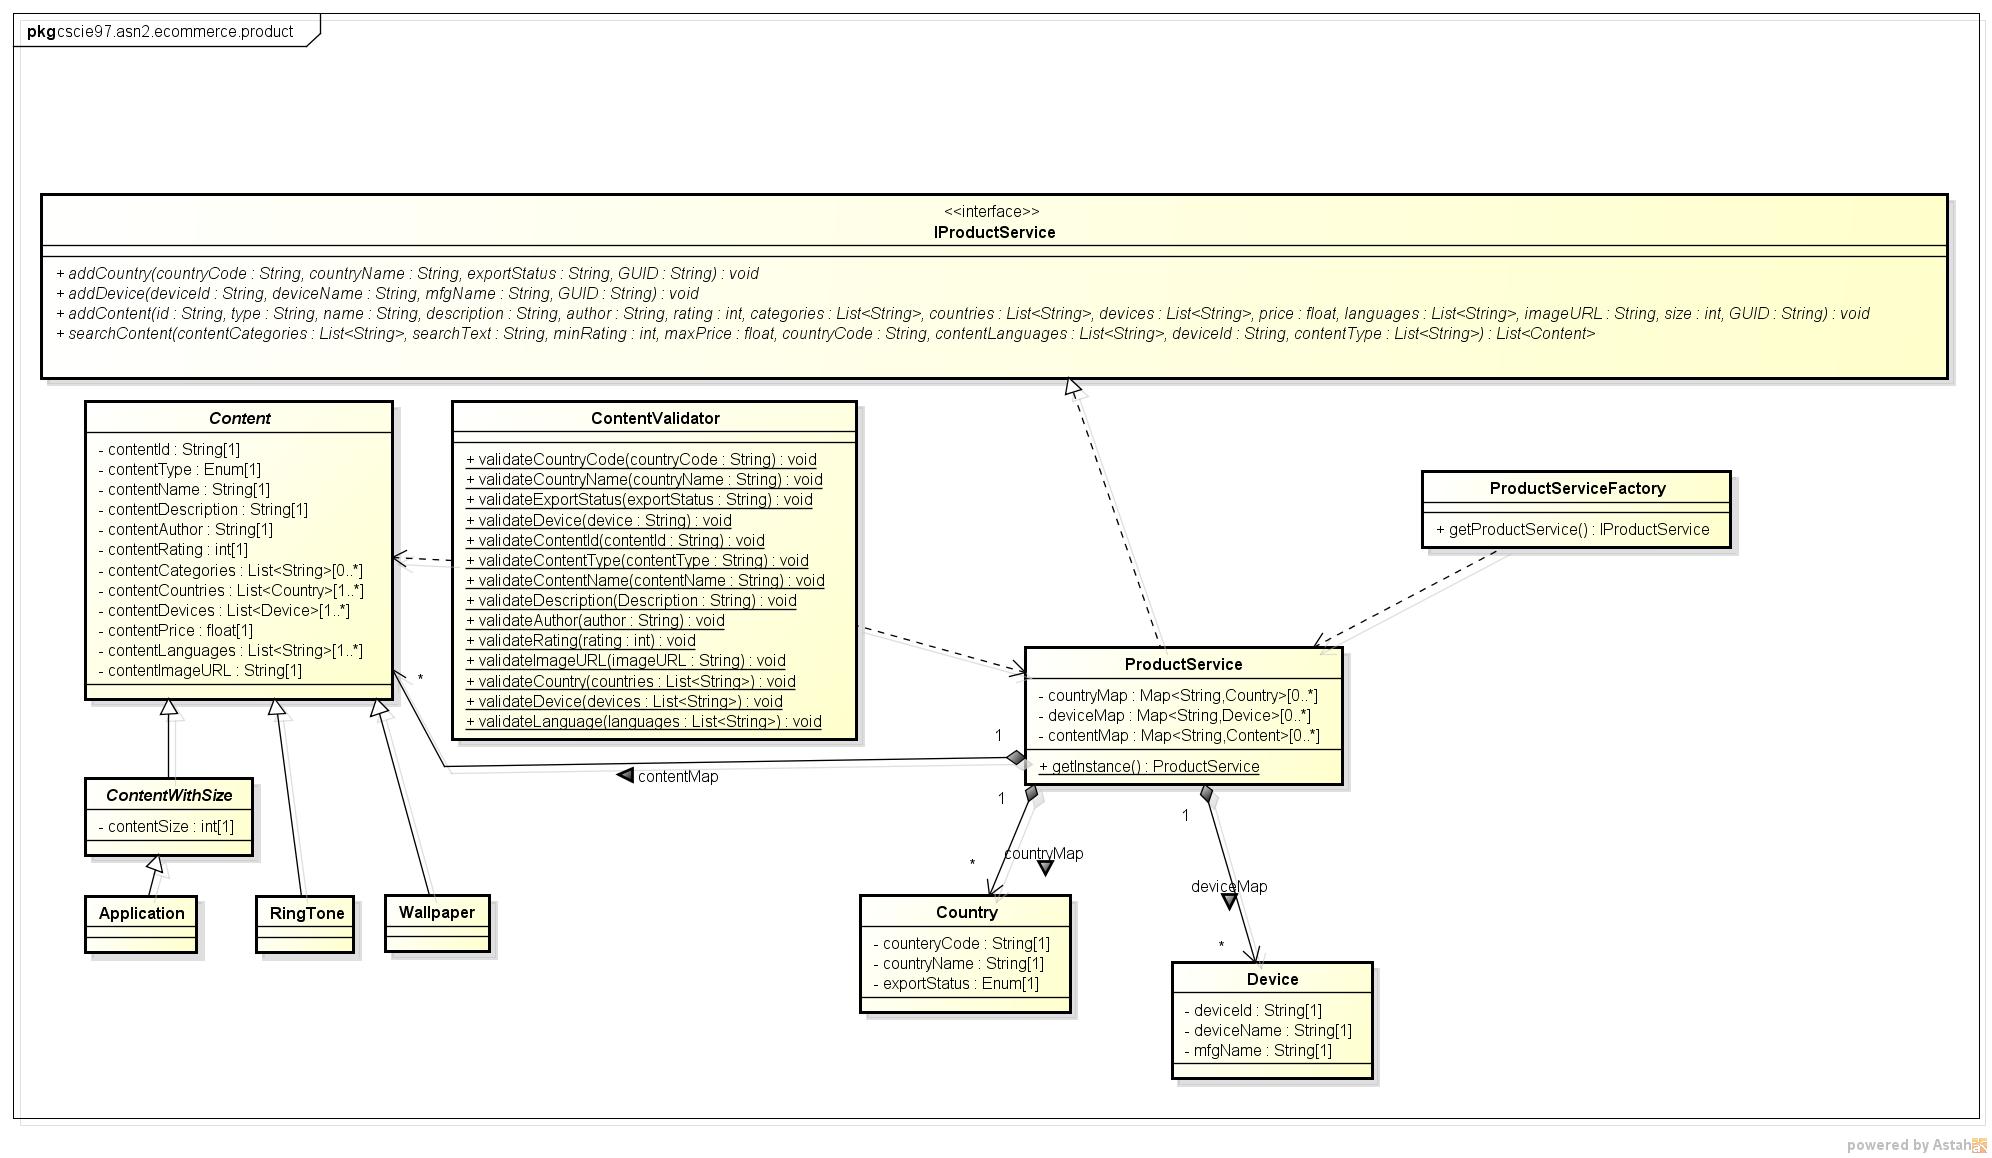 pkgcscie97.asn2.ecommerce.product
<<interface>>
IProductService
+ addCountry(countryCode : String, countryName : String, exportStatus : String, GUID : String) : void
+ addDevice(deviceId : String, deviceName : String, mfgName : String, GUID : String) : void
+ addContent(id : String, type : String, name : String, description : String, author : String, rating : int, categories : List<String>, countries : List<String>, devices : List<String>, price : float, languages : List<String>, imageURL : String, size : int, GUID : String) : void
+ searchContent(contentCategories : List<String>, searchText : String, minRating : int, maxPrice : float, countryCode : String, contentLanguages : List<String>, deviceId : String, contentType : List<String>) : List<Content>
Content
- contentId : String[1]
- contentType : Enum[1]
- contentName : String[1]
- contentDescription : String[1]
- contentAuthor : String[1]
- contentRating : int[1]
- contentCategories : List<String>[0..*]
- contentCountries : List<Country>[1..*]
- contentDevices : List<Device>[1..*]
- contentPrice : float[1]
- contentLanguages : List<String>[1..*]
- contentImageURL : String[1]
ContentValidator
+ validateCountryCode(countryCode : String) : void
+ validateCountryName(countryName : String) : void
+ validateExportStatus(exportStatus : String) : void
+ validateDevice(device : String) : void
+ validateContentId(contentId : String) : void
+ validateContentType(contentType : String) : void
+ validateContentName(contentName : String) : void
+ validateDescription(Description : String) : void
+ validateAuthor(author : String) : void
+ validateRating(rating : int) : void
+ validateImageURL(imageURL : String) : void
+ validateCountry(countries : List<String>) : void
+ validateDevice(devices : List<String>) : void
+ validateLanguage(languages : List<String>) : void
ProductServiceFactory
+ getProductService() : IProductService
ProductService
- countryMap : Map<String,Country>[0..*]
- deviceMap : Map<String,Device>[0..*]
- contentMap : Map<String,Content>[0..*]
+ getInstance() : ProductService
*
1
contentMap
1
countryMap
*
1
deviceMap
*
ContentWithSize
- contentSize : int[1]
Application
RingTone
Wallpaper
Country
- counteryCode : String[1]
- countryName : String[1]
- exportStatus : Enum[1]
Device
- deviceId : String[1]
- deviceName : String[1]
- mfgName : String[1]
powered by Astah